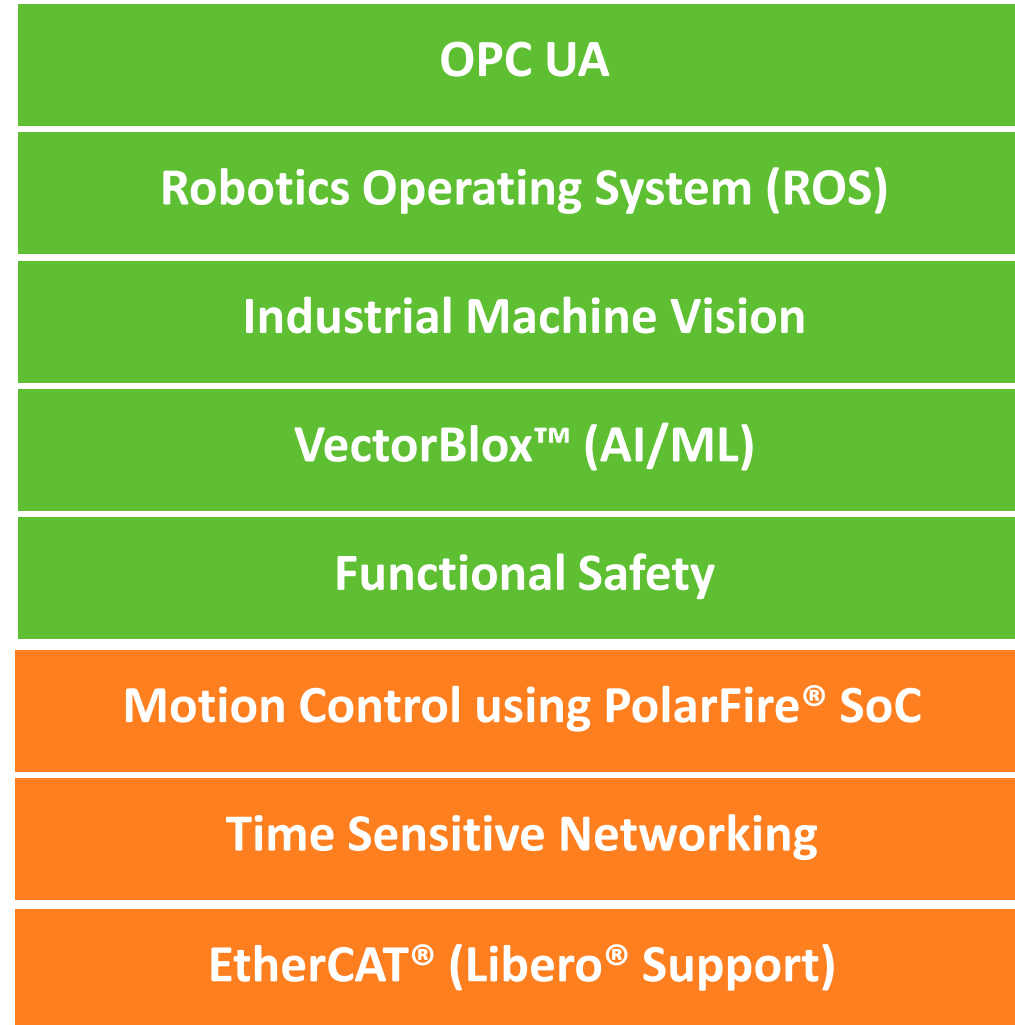 OPC UA
Robotics Operating System (ROS)
Industrial Machine Vision
VectorBlox™ (AI/ML)
Functional Safety
Motion Control using PolarFire® SoC
Time Sensitive Networking
EtherCAT® (Libero® Support)